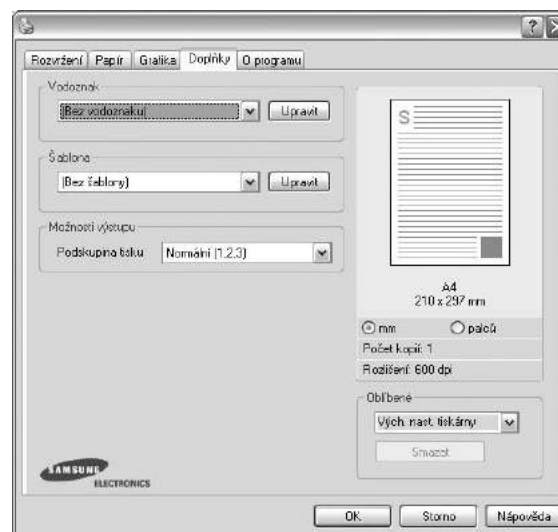 Rozvržení Papír Grafika Doplňky O programu
Vodoznak
(Bez vodoznaku)
Upravit
Šablona
(Bez šablony)
Upravit
Možnosti výstupu
Podskupina tisku Normální (1,2,3)
S
A4
210 x 297 mm
mm palců
Počet kopií: 1
Rozlišení: 600 dpi
Oblíbené
Vých. nast. tiskárny
Smazat
SAMSUNG
ELECTRONICS
OK Storno Nápověda